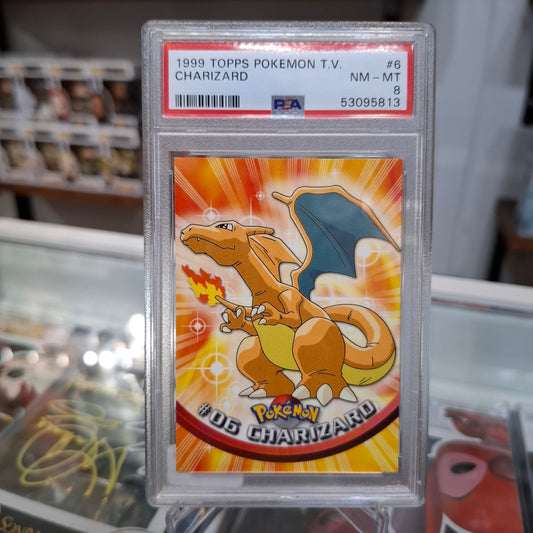 1999 TOPPS POKEMON T.V. #6
CHARIZARD NM - MT
8
PSA 53095813
POKéMON
#06 CHARIZARD